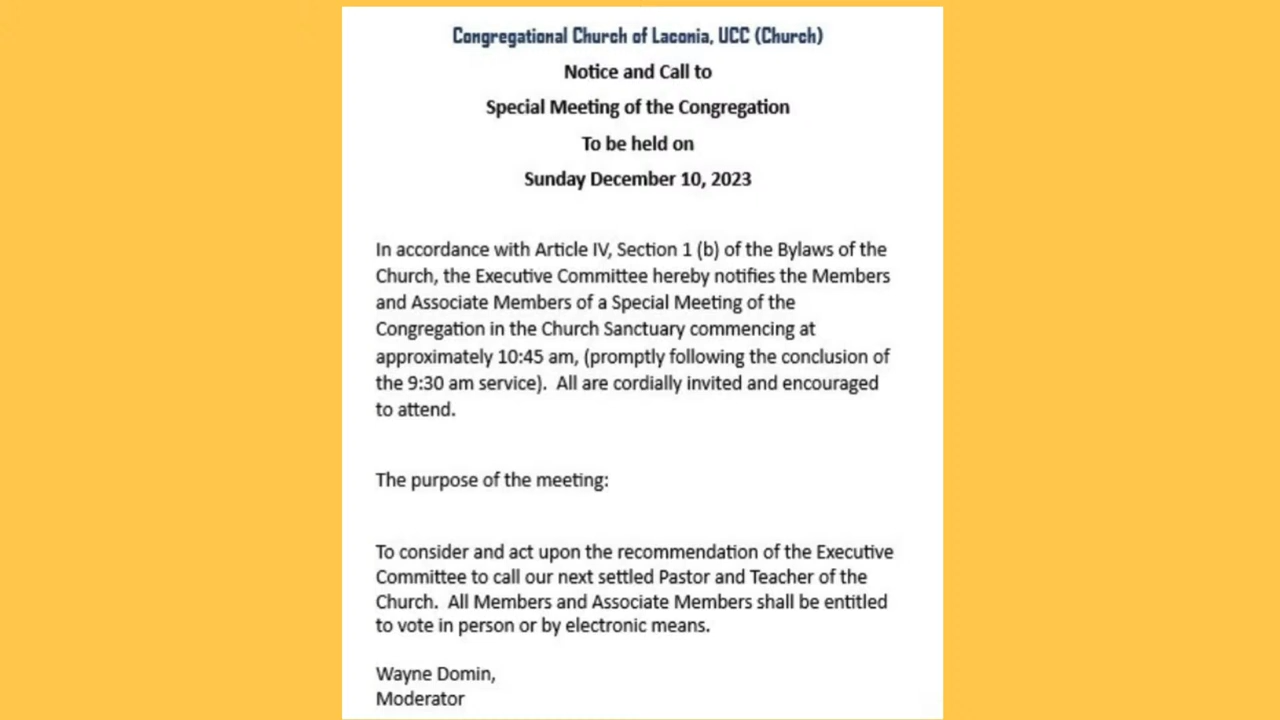 Congregational Church of Laconia, UCC (Church)
Notice and Call to
Special Meeting of the Congregation
To be held on
Sunday December 10, 2023
In accordance with Article IV, Section 1 (b) of the Bylaws of the
Church, the Executive Committee hereby notifies the Members
and Associate Members of a Special Meeting of the
Congregation in the Church Sanctuary commencing at
approximately 10:45 am, (promptly following the conclusion of
the 9:30 am service).  All are cordially invited and encouraged
to attend.
The purpose of the meeting:
To consider and act upon the recommendation of the Executive
Committee to call our next settled Pastor and Teacher of the
Church.  All Members and Associate Members shall be entitled
to vote in person or by electronic means.
Wayne Domin,
Moderator